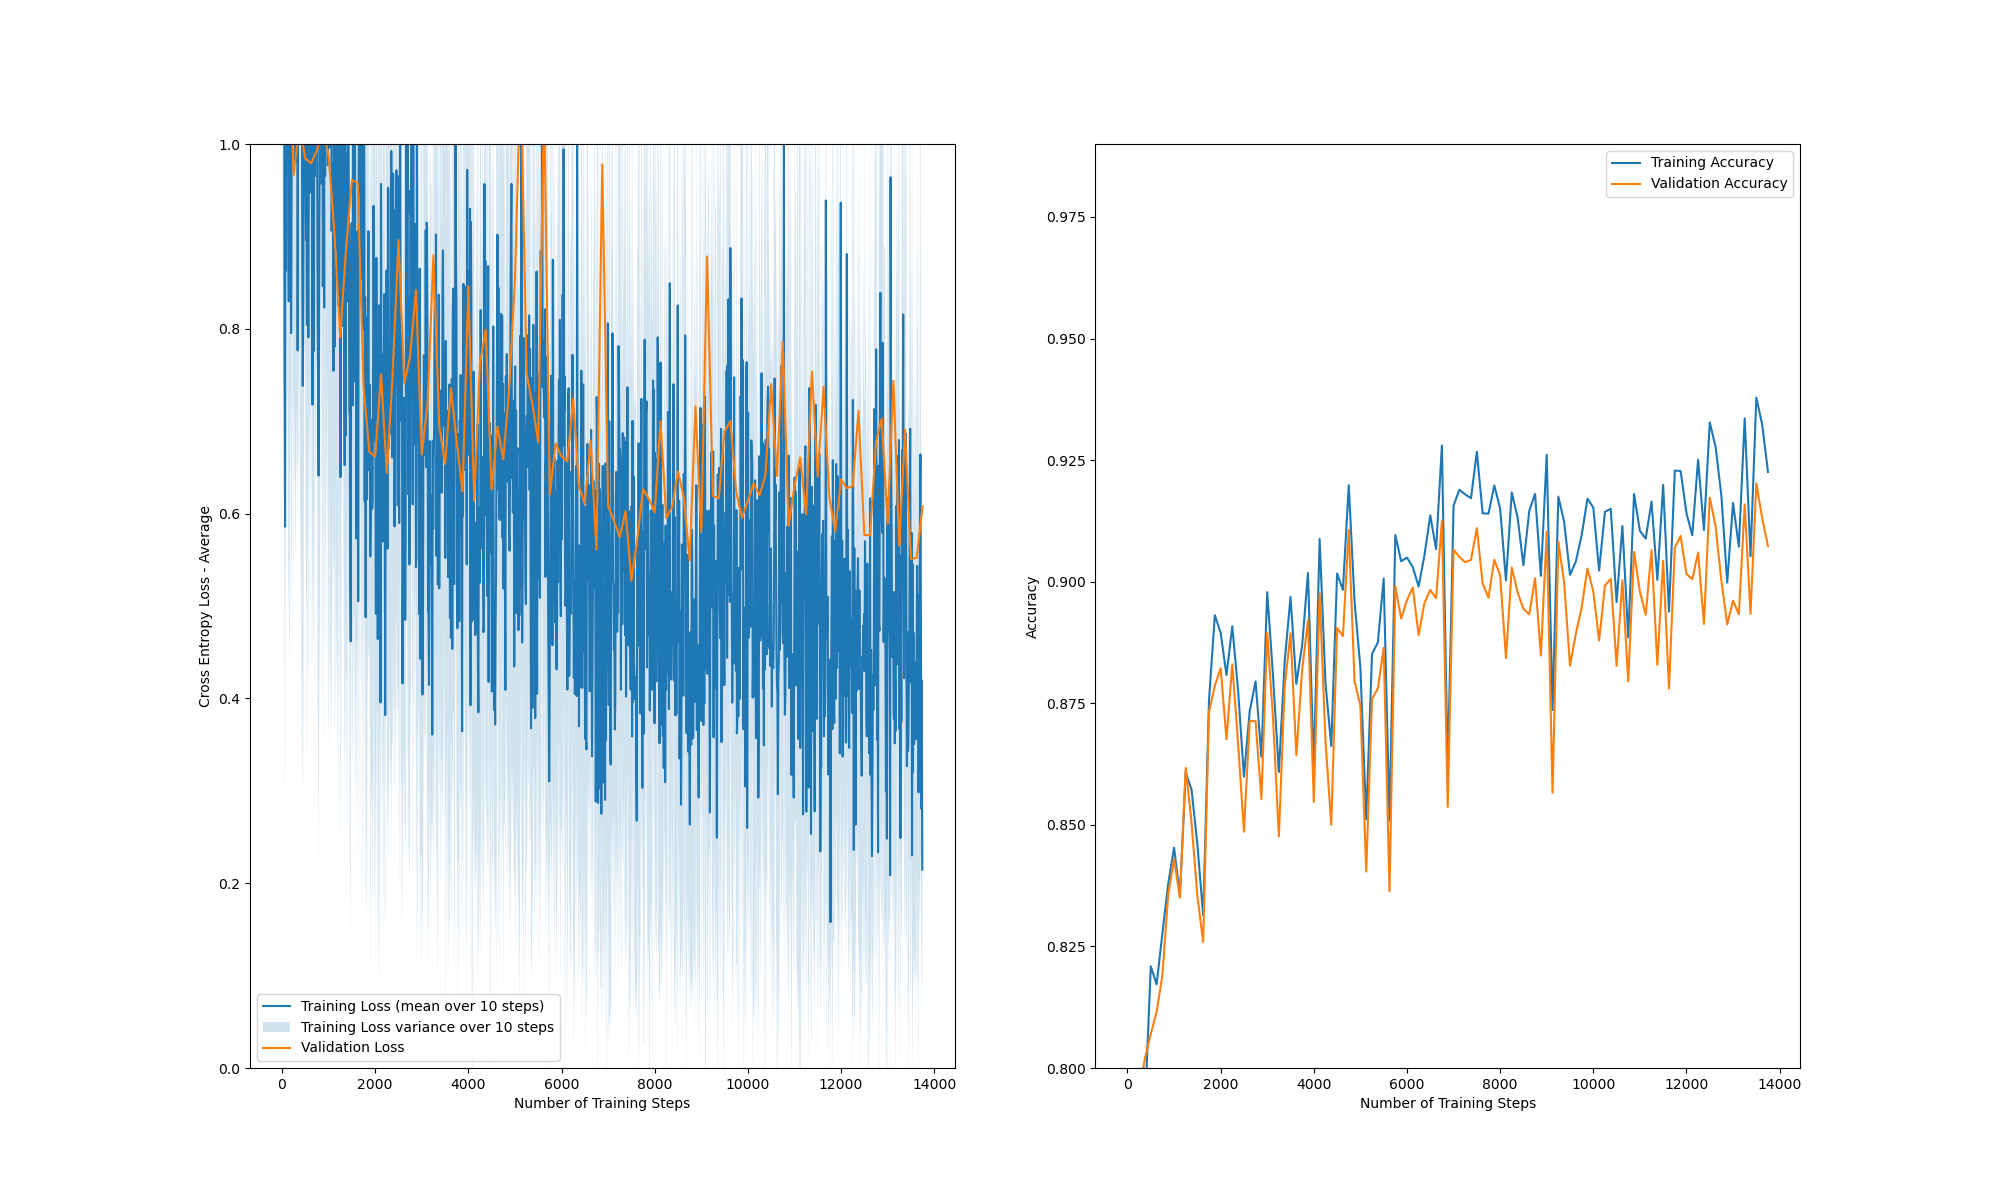 1.0
0.8
0.6
0.4
0.2
0.0
Cross Entropy Loss - Average
Training Loss (mean over 10 steps)
Training Loss variance over 10 steps
Validation Loss
0 2000 4000 6000 8000 10000 12000 14000
Number of Training Steps
0.975
0.950
0.925
0.900
0.875
0.850
0.825
0.800
Accuracy
Training Accuracy
Validation Accuracy
0 2000 4000 6000 8000 10000 12000 14000
Number of Training Steps